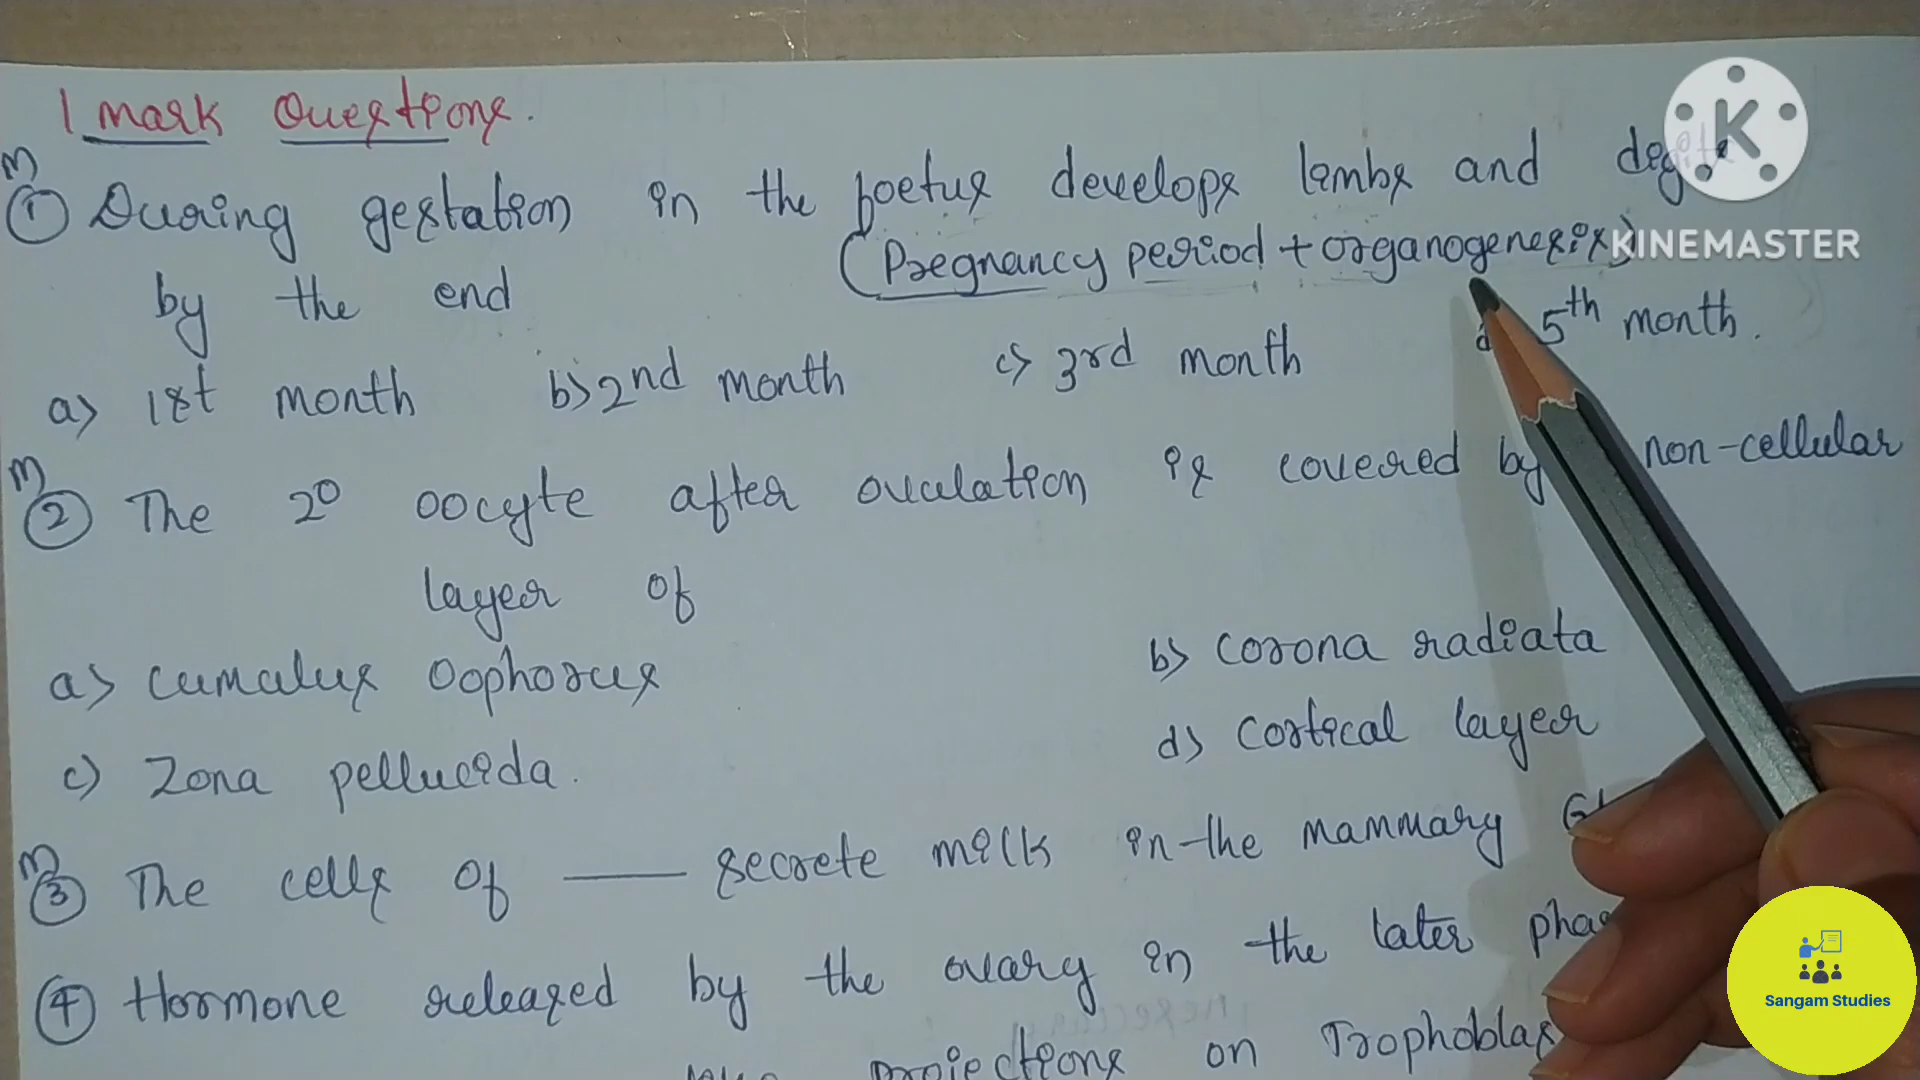 1 mark Questions.
M
① During gestation in the foetus develops limbs and
(Pregnancy period + organogenesis)
KINEMASTER
by the end
a) 1st month b) 2nd month c) 3rd month d 5th month.
M
② The 2° oocyte after ovulation is covered by non-cellular
layer of
a) cumulus Oophorus b) corona radiata
c) Zona pellucida. d) cortical layer
M
③ The cells of ___ secrete milk in the mammary
④ Hormone released by the ovary in the later
projections on
Sangam Studies